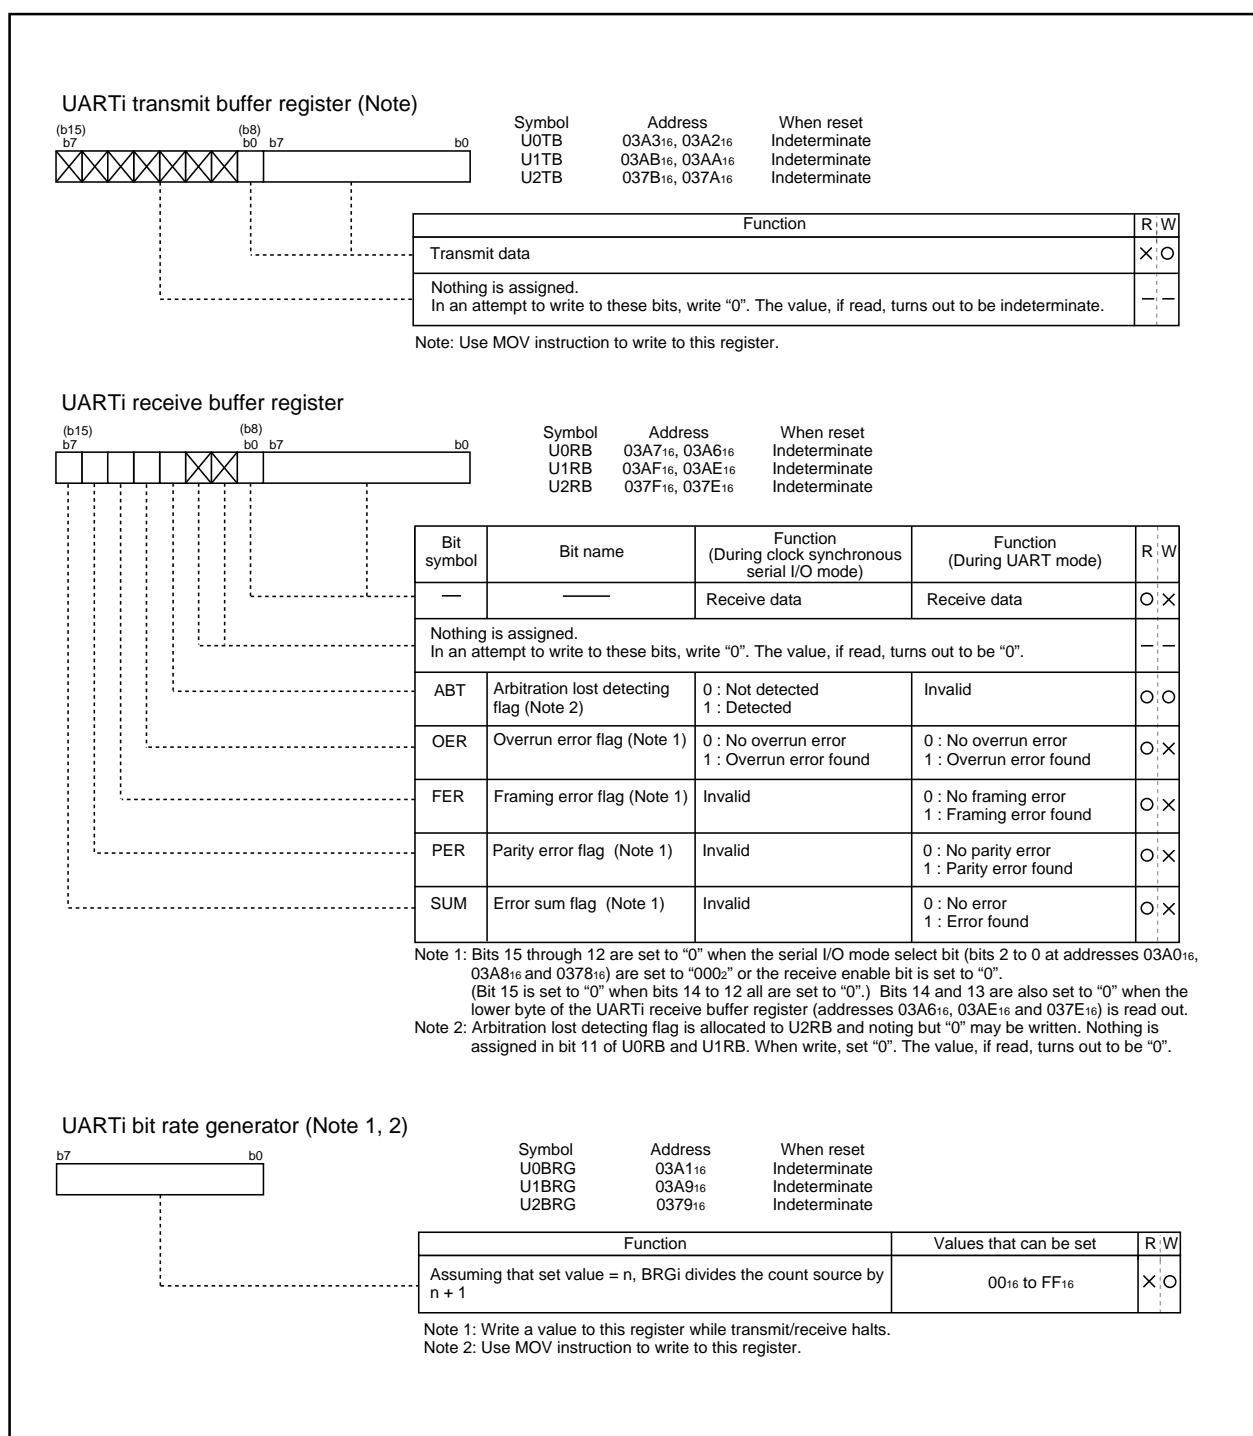 UARTi transmit buffer register (Note)
(b15) (b8)
b7 b0 b7 b0
Symbol Address When reset
U0TB 03A3₁₆, 03A2₁₆ Indeterminate
U1TB 03AB₁₆, 03AA₁₆ Indeterminate
U2TB 037B₁₆, 037A₁₆ Indeterminate
Function R W
Transmit data × ○
Nothing is assigned.
In an attempt to write to these bits, write “0”. The value, if read, turns out to be indeterminate. — —
Note: Use MOV instruction to write to this register.
UARTi receive buffer register
(b15) (b8)
b7 b0 b7 b0
Symbol Address When reset
U0RB 03A7₁₆, 03A6₁₆ Indeterminate
U1RB 03AF₁₆, 03AE₁₆ Indeterminate
U2RB 037F₁₆, 037E₁₆ Indeterminate
Bit symbol Bit name Function (During clock synchronous serial I/O mode) Function (During UART mode) R W
— — Receive data Receive data ○ ×
Nothing is assigned.
In an attempt to write to these bits, write “0”. The value, if read, turns out to be “0”. — —
ABT Arbitration lost detecting flag (Note 2) 0 : Not detected 1 : Detected Invalid ○ ○
OER Overrun error flag (Note 1) 0 : No overrun error 1 : Overrun error found 0 : No overrun error 1 : Overrun error found ○ ×
FER Framing error flag (Note 1) Invalid 0 : No framing error 1 : Framing error found ○ ×
PER Parity error flag (Note 1) Invalid 0 : No parity error 1 : Parity error found ○ ×
SUM Error sum flag (Note 1) Invalid 0 : No error 1 : Error found ○ ×
Note 1: Bits 15 through 12 are set to “0” when the serial I/O mode select bit (bits 2 to 0 at addresses 03A0₁₆,
03A8₁₆ and 0378₁₆) are set to “000₂” or the receive enable bit is set to “0”.
(Bit 15 is set to “0” when bits 14 to 12 all are set to “0”.) Bits 14 and 13 are also set to “0” when the
lower byte of the UARTi receive buffer register (addresses 03A6₁₆, 03AE₁₆ and 037E₁₆) is read out.
Note 2: Arbitration lost detecting flag is allocated to U2RB and noting but “0” may be written. Nothing is
assigned in bit 11 of U0RB and U1RB. When write, set “0”. The value, if read, turns out to be “0”.
UARTi bit rate generator (Note 1, 2)
b7 b0
Symbol Address When reset
U0BRG 03A1₁₆ Indeterminate
U1BRG 03A9₁₆ Indeterminate
U2BRG 0379₁₆ Indeterminate
Function Values that can be set R W
Assuming that set value = n, BRGi divides the count source by
n + 1 00₁₆ to FF₁₆ × ○
Note 1: Write a value to this register while transmit/receive halts.
Note 2: Use MOV instruction to write to this register.